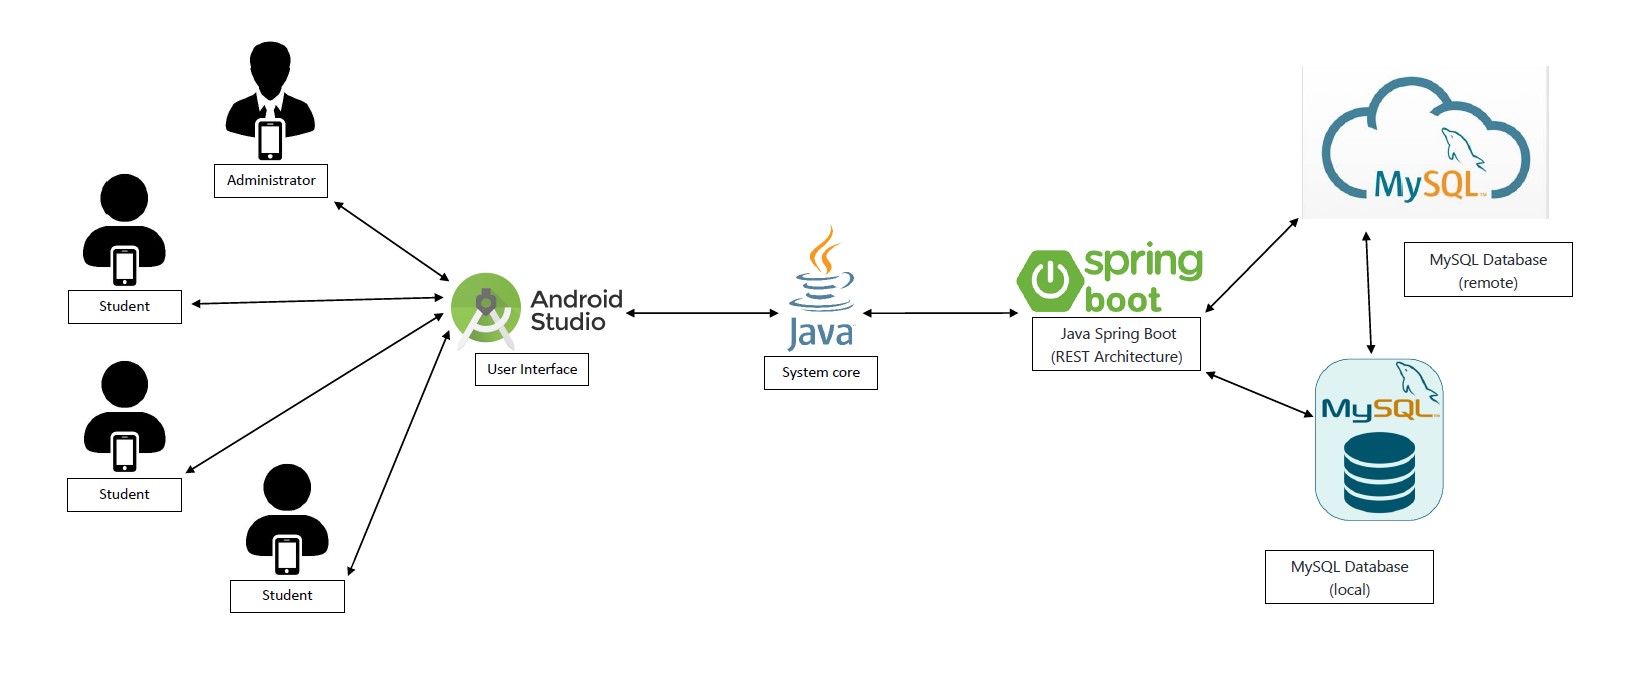 Administrator
Student
Student
Student
Android
Studio
User Interface
Java
System core
spring
boot
Java Spring Boot
(REST Architecture)
MySQL
MySQL Database
(remote)
MySQL
MySQL Database
(local)